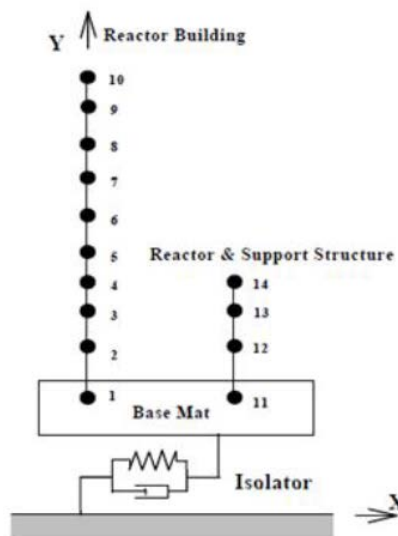 Y
Reactor Building
10
9
8
7
6
5
Reactor & Support Structure
4
14
3
13
2
12
1
Base Mat
11
Isolator
X